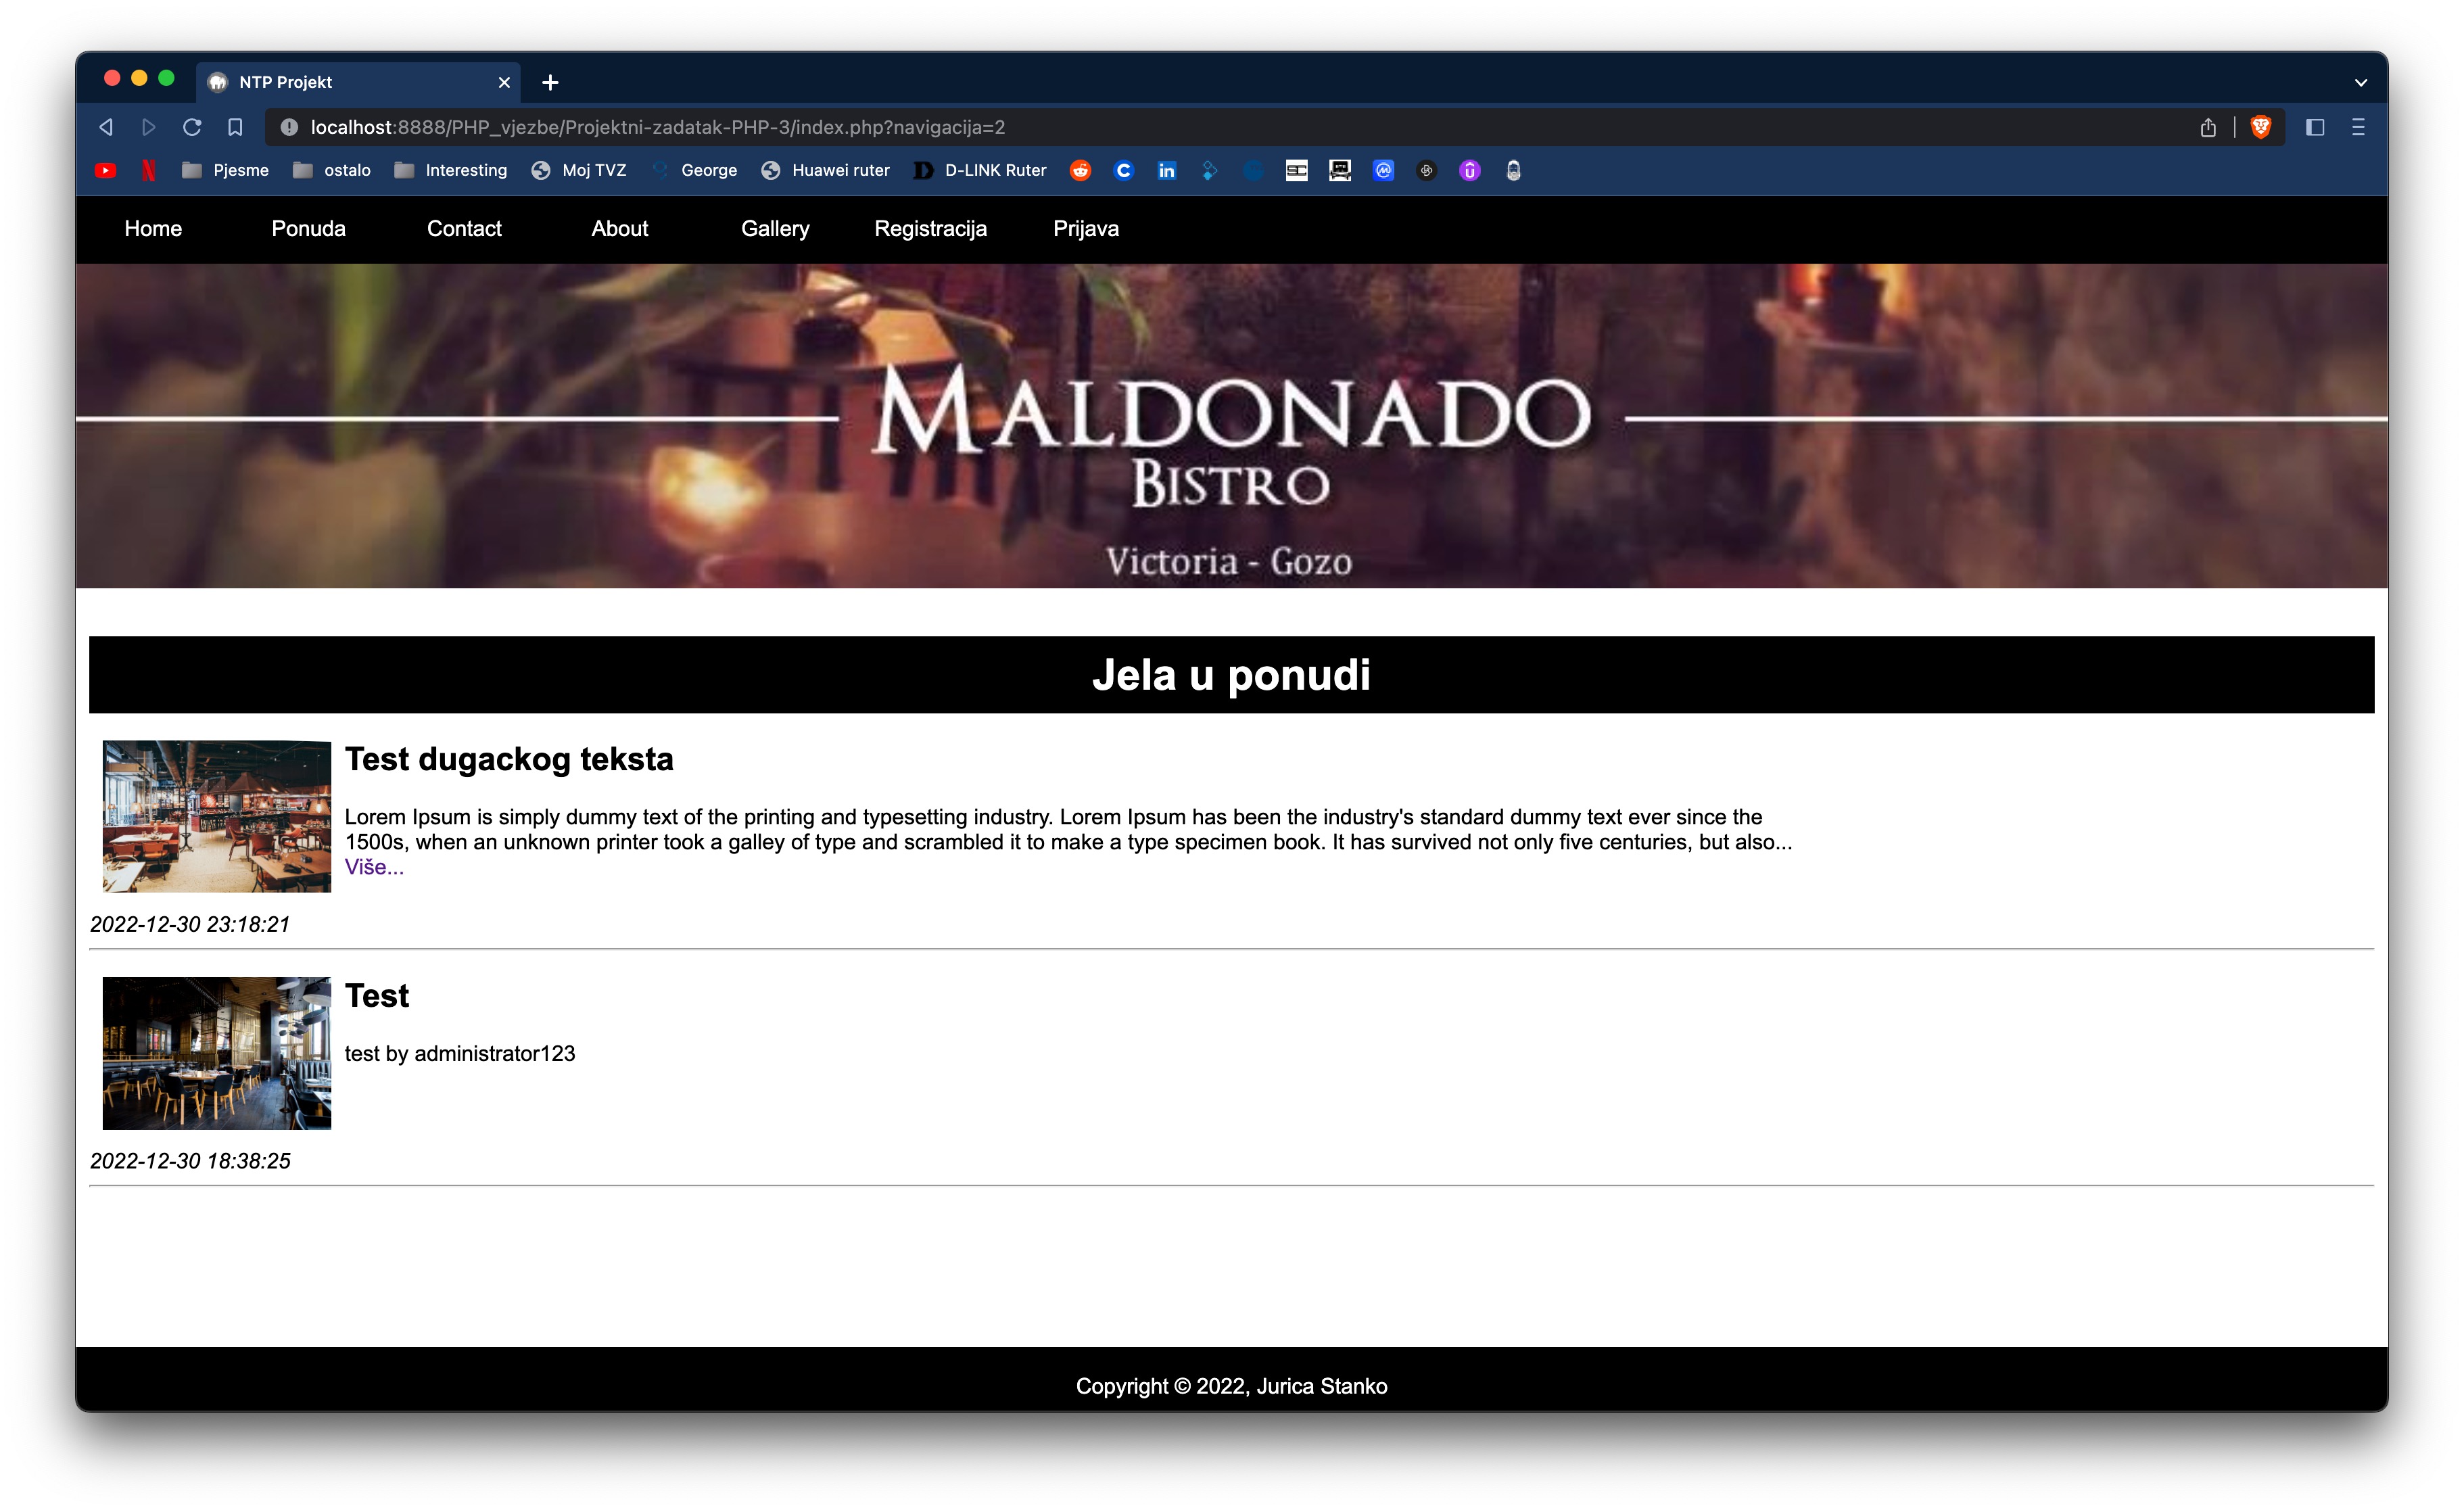 NTP Projekt
localhost:8888/PHP_vjezbe/Projektni-zadatak-PHP-3/index.php?navigacija=2
Pjesme ostalo Interesting Moj TVZ George Huawei ruter D-LINK Ruter
Home Ponuda Contact About Gallery Registracija Prijava
MALDONADO
BISTRO
Victoria - Gozo
Jela u ponudi
Test dugackog teksta
Lorem Ipsum is simply dummy text of the printing and typesetting industry. Lorem Ipsum has been the industry's standard dummy text ever since the
1500s, when an unknown printer took a galley of type and scrambled it to make a type specimen book. It has survived not only five centuries, but also...
Više...
2022-12-30 23:18:21
Test
test by administrator123
2022-12-30 18:38:25
Copyright © 2022, Jurica Stanko